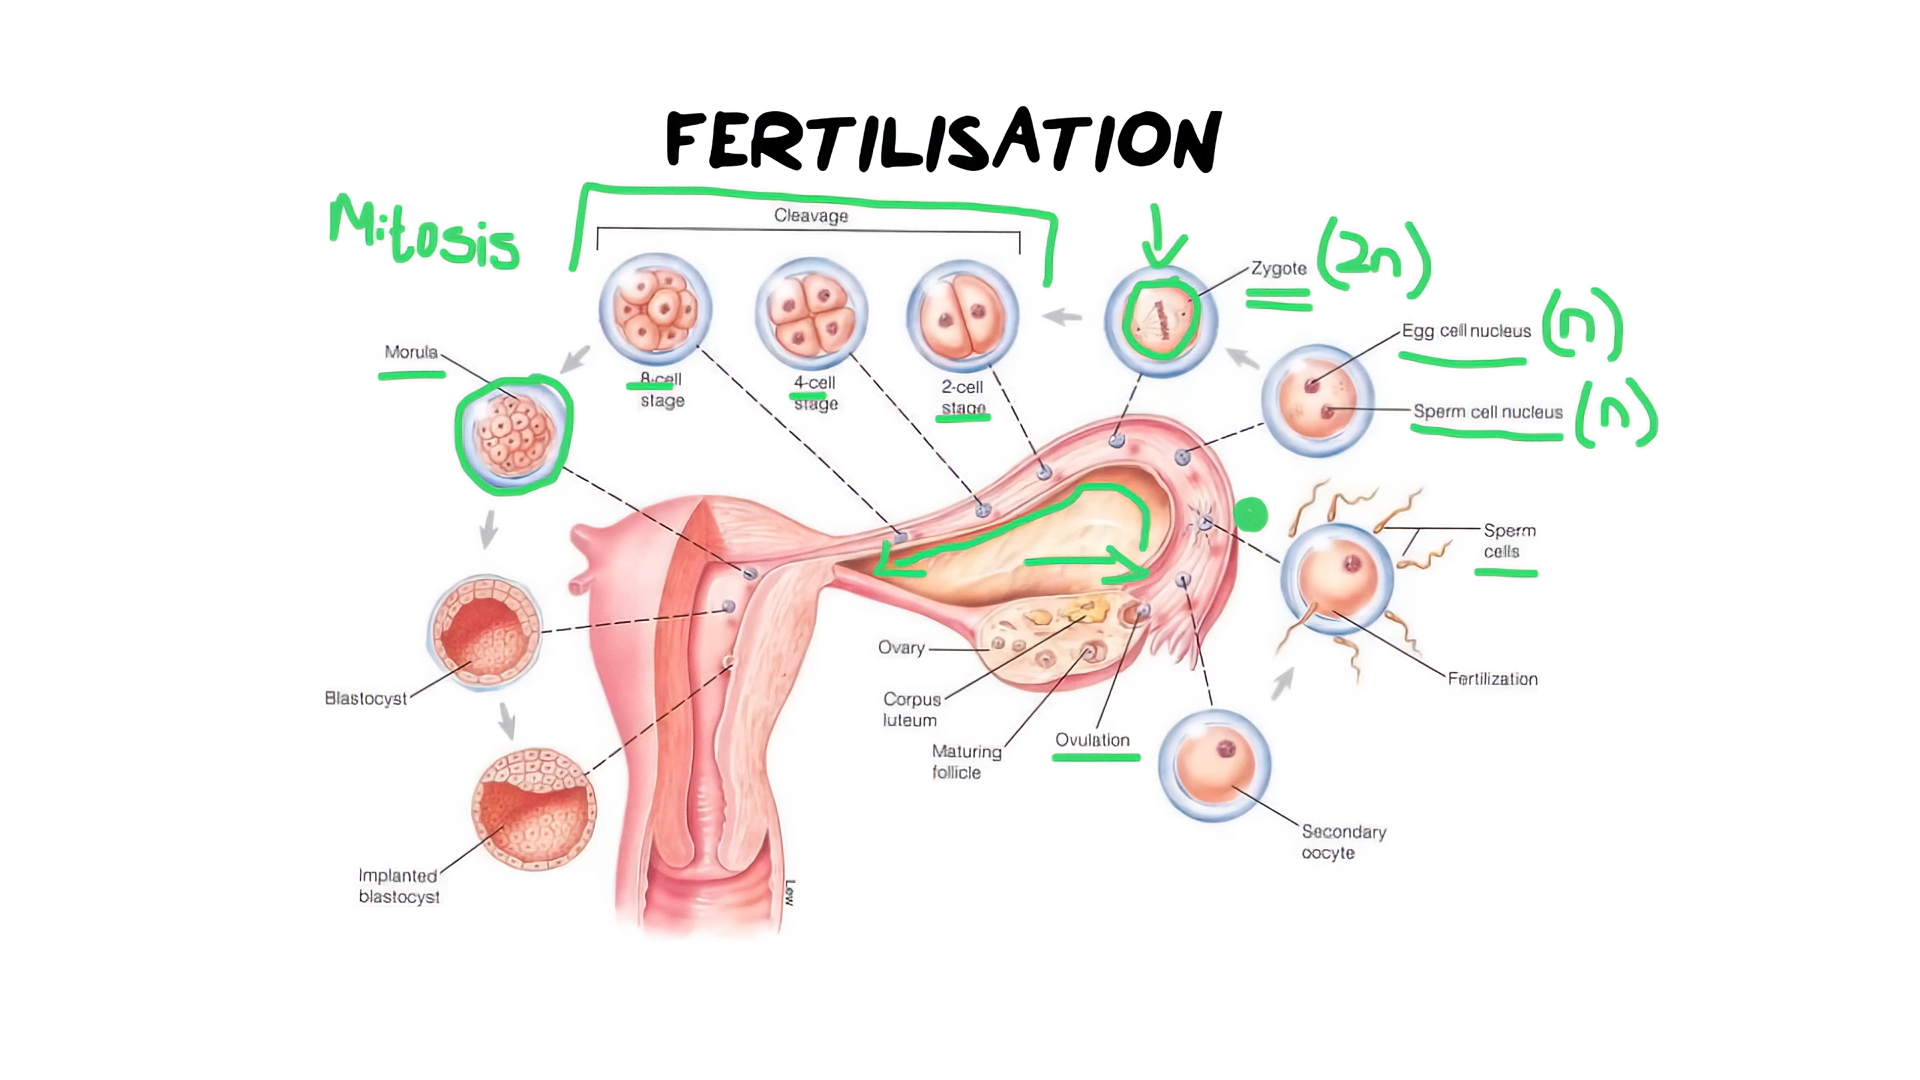 FERTILISATION
Mitosis
Cleavage
Zygote (2n)
Egg cell nucleus (n)
Sperm cell nucleus (n)
Morula
8-cell
stage
4-cell
stage
2-cell
stage
Sperm
cells
Fertilization
Blastocyst
Ovary
Corpus
luteum
Maturing
follicle
Ovulation
Secondary
oocyte
Implanted
blastocyst
Lew